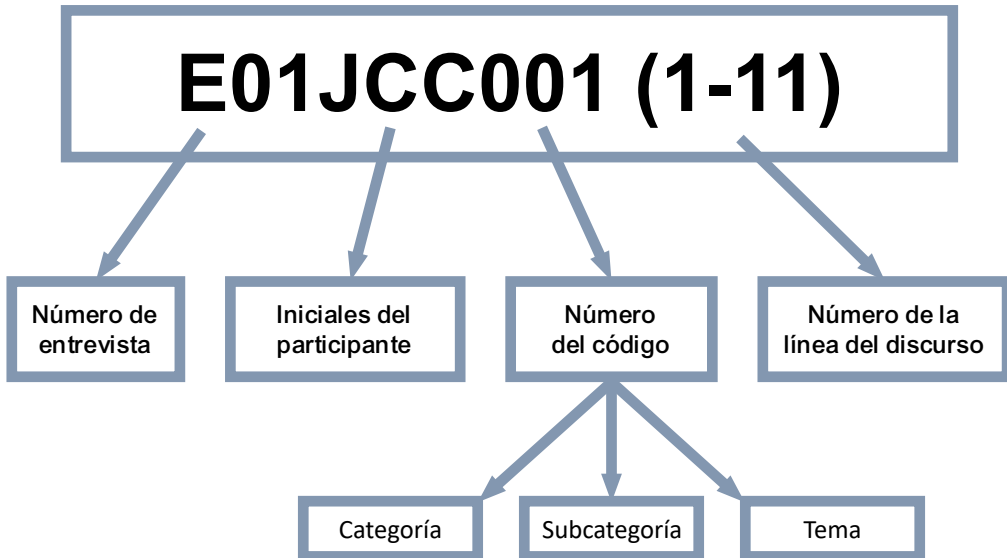 E01JCC001 (1-11)
Número de
entrevista
Iniciales del
participante
Número
del código
Número de la
línea del discurso
Categoría
Subcategoría
Tema